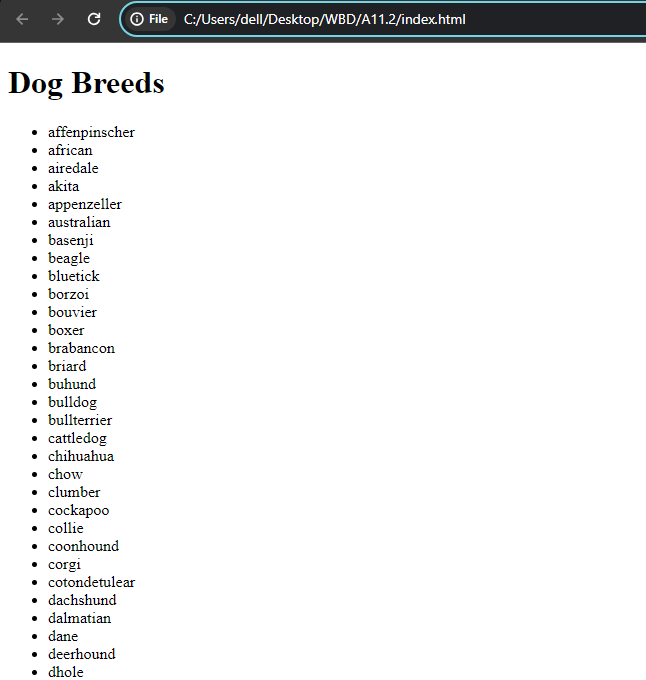 File C:/Users/dell/Desktop/WBD/A11.2/index.html
Dog Breeds
affenpinscher
african
airedale
akita
appenzeller
australian
basenji
beagle
bluetick
borzoi
bouvier
boxer
brabancon
briard
buhund
bulldog
bullterrier
cattledog
chihuahua
chow
clumber
cockapoo
collie
coonhound
corgi
cotondetulear
dachshund
dalmatian
dane
deerhound
dhole